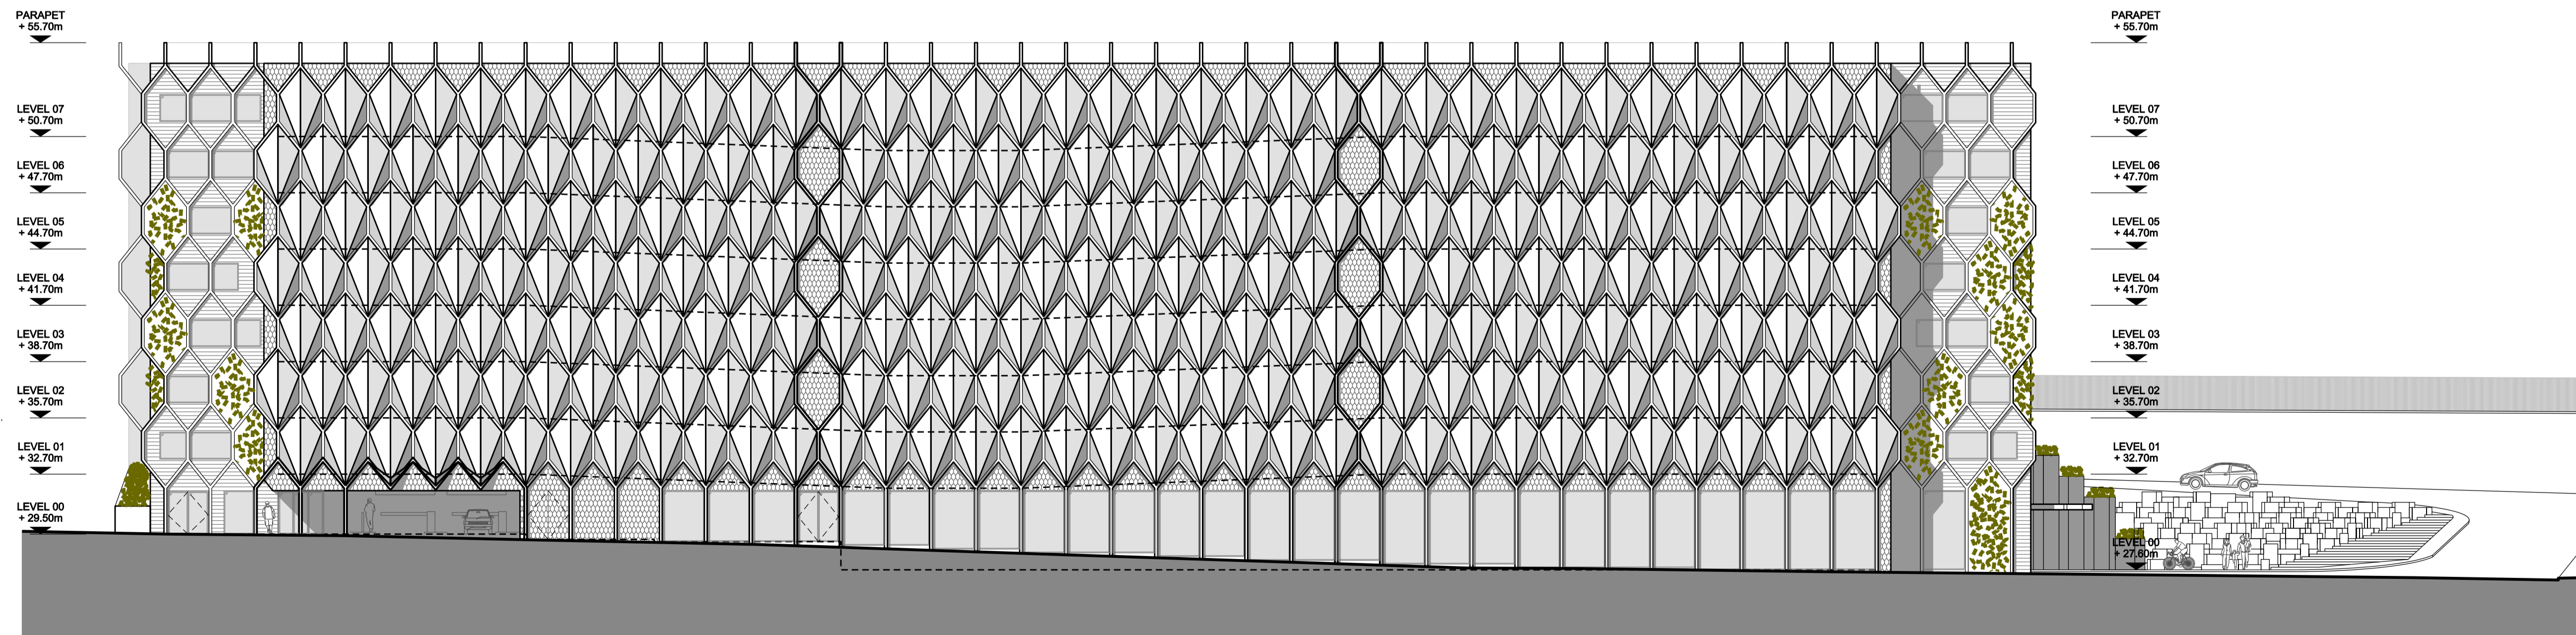 PARAPET
+ 55.70m
LEVEL 07
+ 50.70m
LEVEL 06
+ 47.70m
LEVEL 05
+ 44.70m
LEVEL 04
+ 41.70m
LEVEL 03
+ 38.70m
LEVEL 02
+ 35.70m
LEVEL 01
+ 32.70m
LEVEL 00
+ 29.50m
PARAPET
+ 55.70m
LEVEL 07
+ 50.70m
LEVEL 06
+ 47.70m
LEVEL 05
+ 44.70m
LEVEL 04
+ 41.70m
LEVEL 03
+ 38.70m
LEVEL 02
+ 35.70m
LEVEL 01
+ 32.70m
LEVEL 00
+ 27.60m